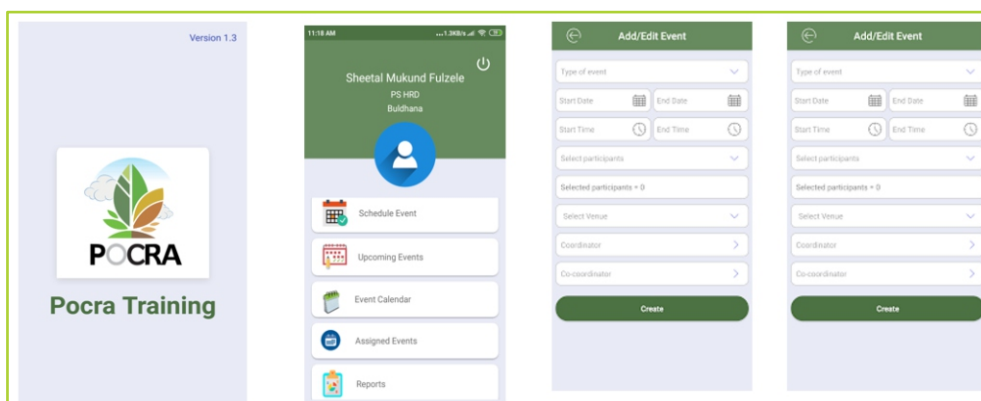 Version 1.3
POCRA
Pocra Training
11:18 AM
...1.3KB/s
Sheetal Mukund Fulzele
PS HRD
Buldhana
Schedule Event
Upcoming Events
Event Calendar
Assigned Events
Reports
Add/Edit Event
Type of event
Start Date End Date
Start Time End Time
Select participants
Selected participants = 0
Select Venue
Coordinator
Co-coordinator
Create
Add/Edit Event
Type of event
Start Date End Date
Start Time End Time
Select participants
Selected participants = 0
Select Venue
Coordinator
Co-coordinator
Create